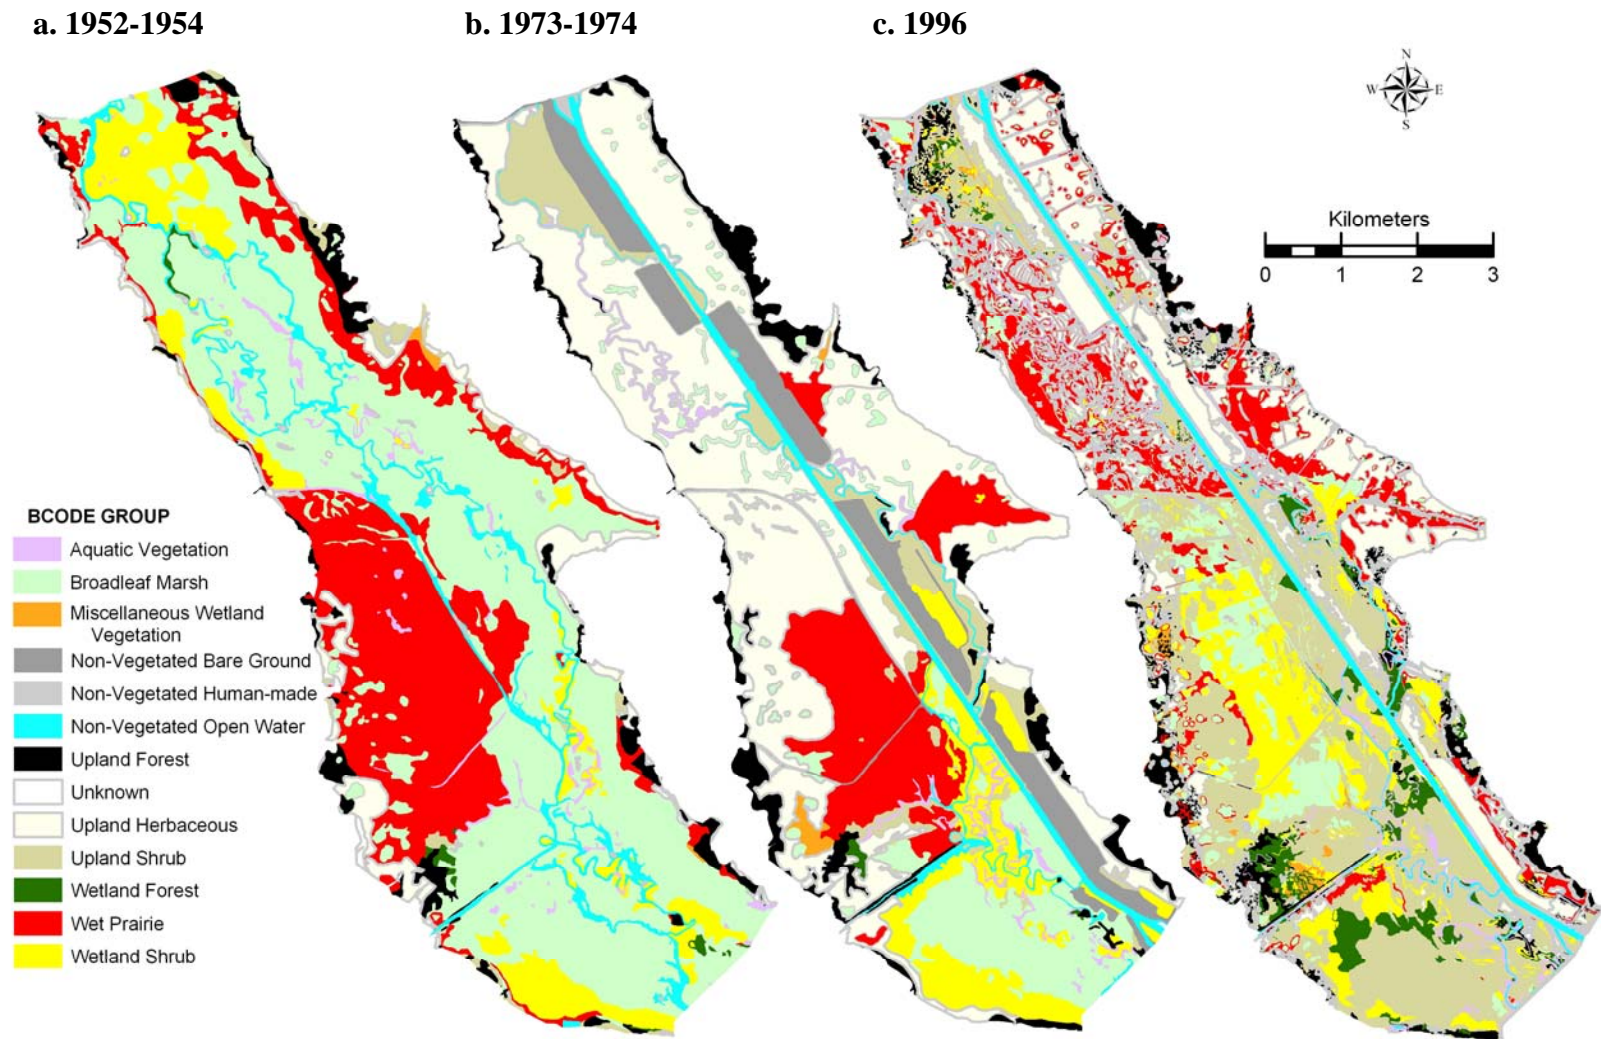 a. 1952-1954
b. 1973-1974
c. 1996
N
W
E
S
Kilometers
0 1 2 3
BCODE GROUP
Aquatic Vegetation
Broadleaf Marsh
Miscellaneous Wetland
Vegetation
Non-Vegetated Bare Ground
Non-Vegetated Human-made
Non-Vegetated Open Water
Upland Forest
Unknown
Upland Herbaceous
Upland Shrub
Wetland Forest
Wet Prairie
Wetland Shrub